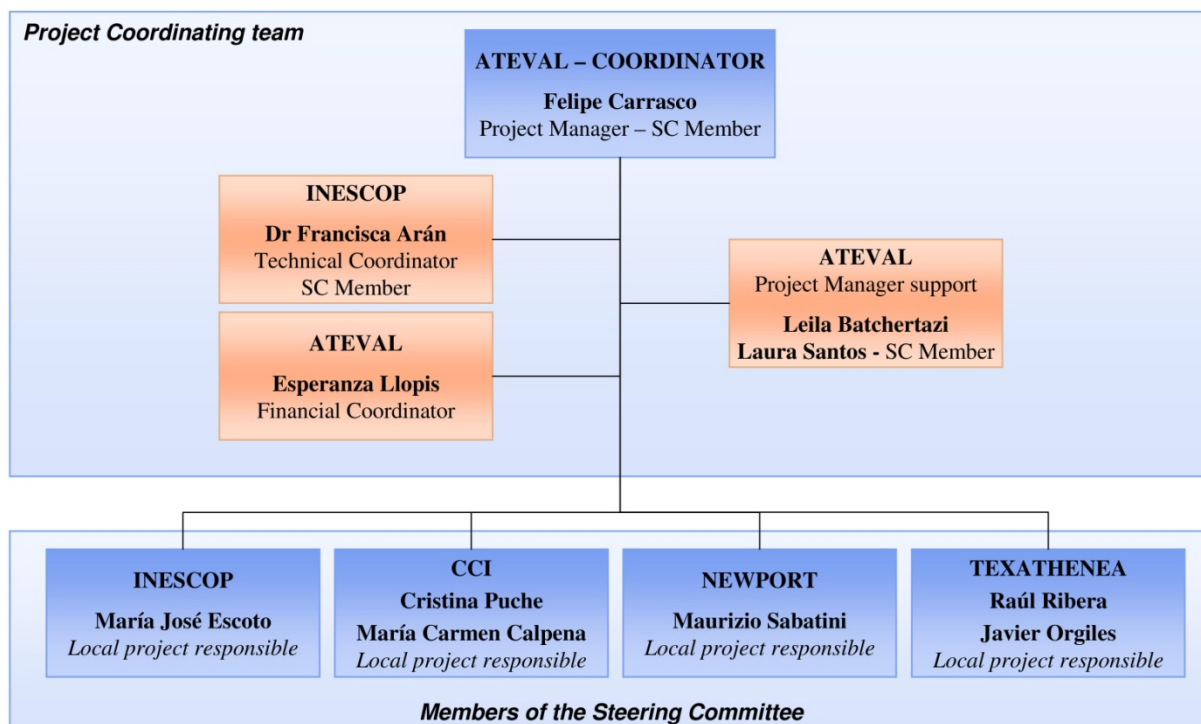 Project Coordinating team
ATEVAL – COORDINATOR
Felipe Carrasco
Project Manager – SC Member
INESCOP
Dr Francisca Arán
Technical Coordinator
SC Member
ATEVAL
Project Manager support
Leila Batchertazi
Laura Santos - SC Member
ATEVAL
Esperanza Llopis
Financial Coordinator
INESCOP
María José Escoto
Local project responsible
CCI
Cristina Puche
María Carmen Calpena
Local project responsible
NEWPORT
Maurizio Sabatini
Local project responsible
TEXATHENEA
Raúl Ribera
Javier Orgiles
Local project responsible
Members of the Steering Committee